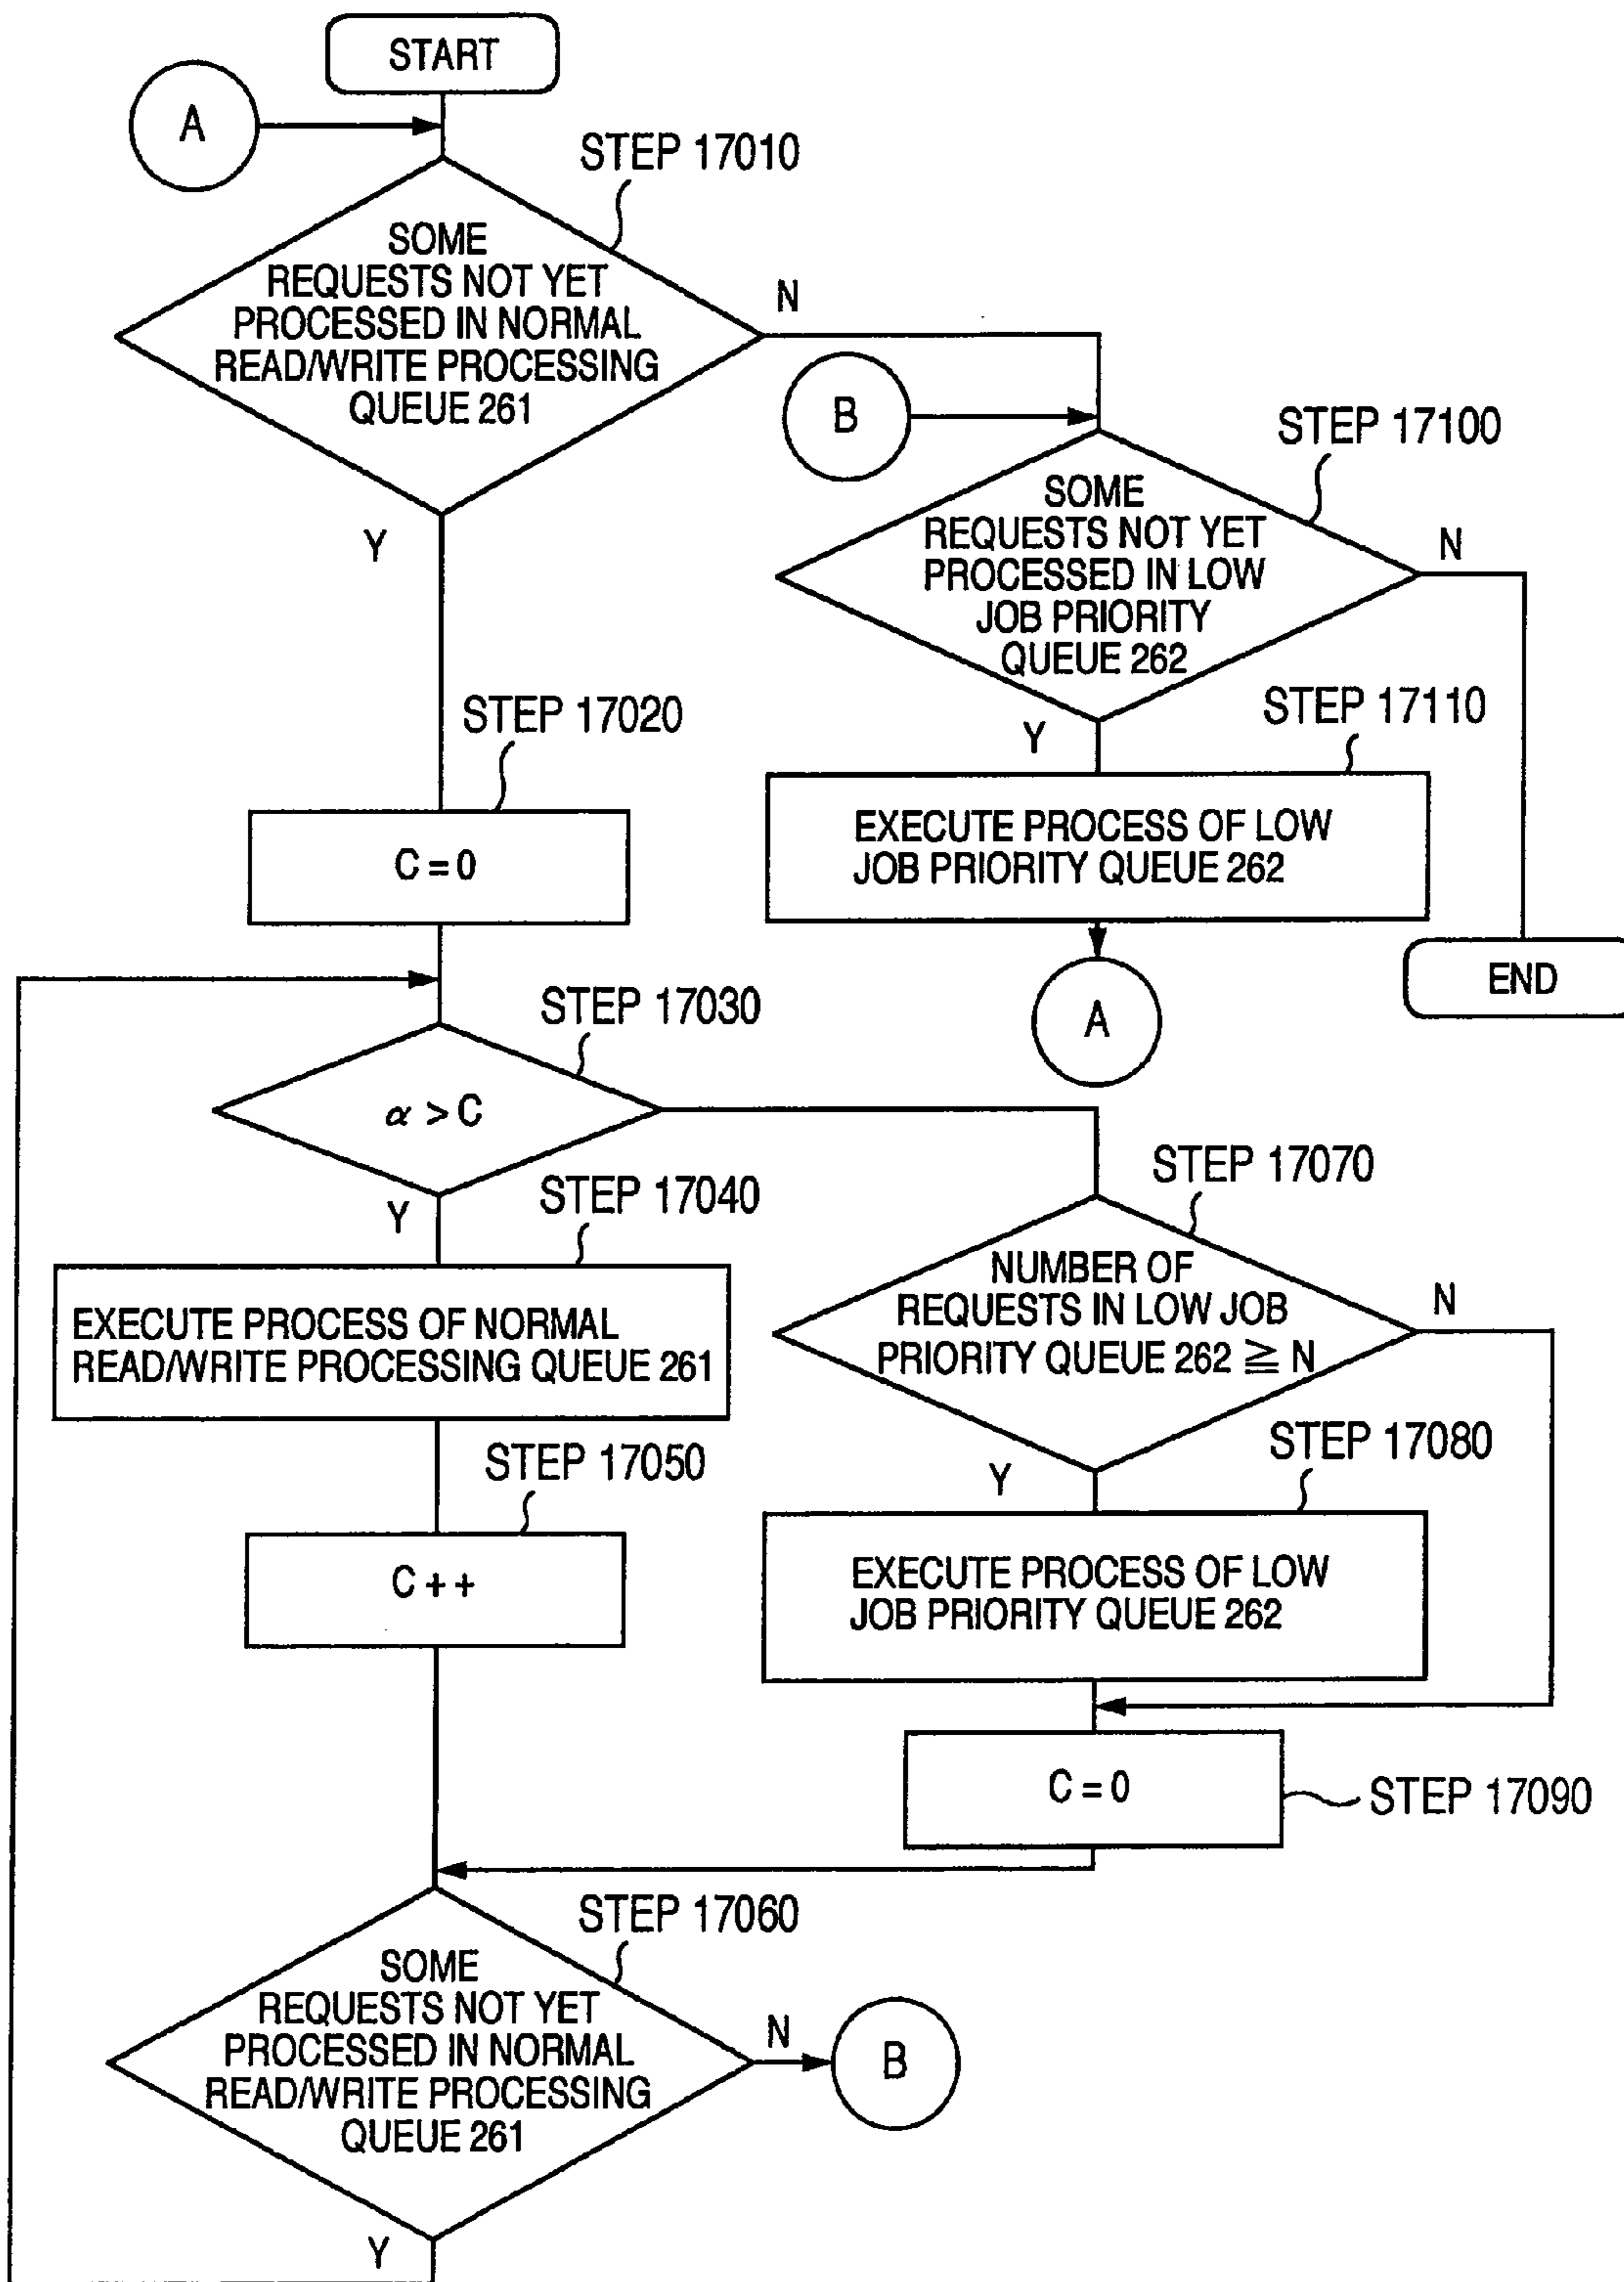 START
A
STEP 17010
SOME
REQUESTS NOT YET
PROCESSED IN NORMAL
READ/WRITE PROCESSING
QUEUE 261
N
Y
B
STEP 17100
SOME
REQUESTS NOT YET
PROCESSED IN LOW
JOB PRIORITY
QUEUE 262
N
Y
STEP 17110
EXECUTE PROCESS OF LOW
JOB PRIORITY QUEUE 262
A
END
STEP 17020
C = 0
STEP 17030
α > C
Y
STEP 17040
EXECUTE PROCESS OF NORMAL
READ/WRITE PROCESSING QUEUE 261
STEP 17050
C + +
STEP 17070
NUMBER OF
REQUESTS IN LOW JOB
PRIORITY QUEUE 262 ≧ N
N
Y
STEP 17080
EXECUTE PROCESS OF LOW
JOB PRIORITY QUEUE 262
C = 0
STEP 17090
STEP 17060
SOME
REQUESTS NOT YET
PROCESSED IN NORMAL
READ/WRITE PROCESSING
QUEUE 261
N
B
Y